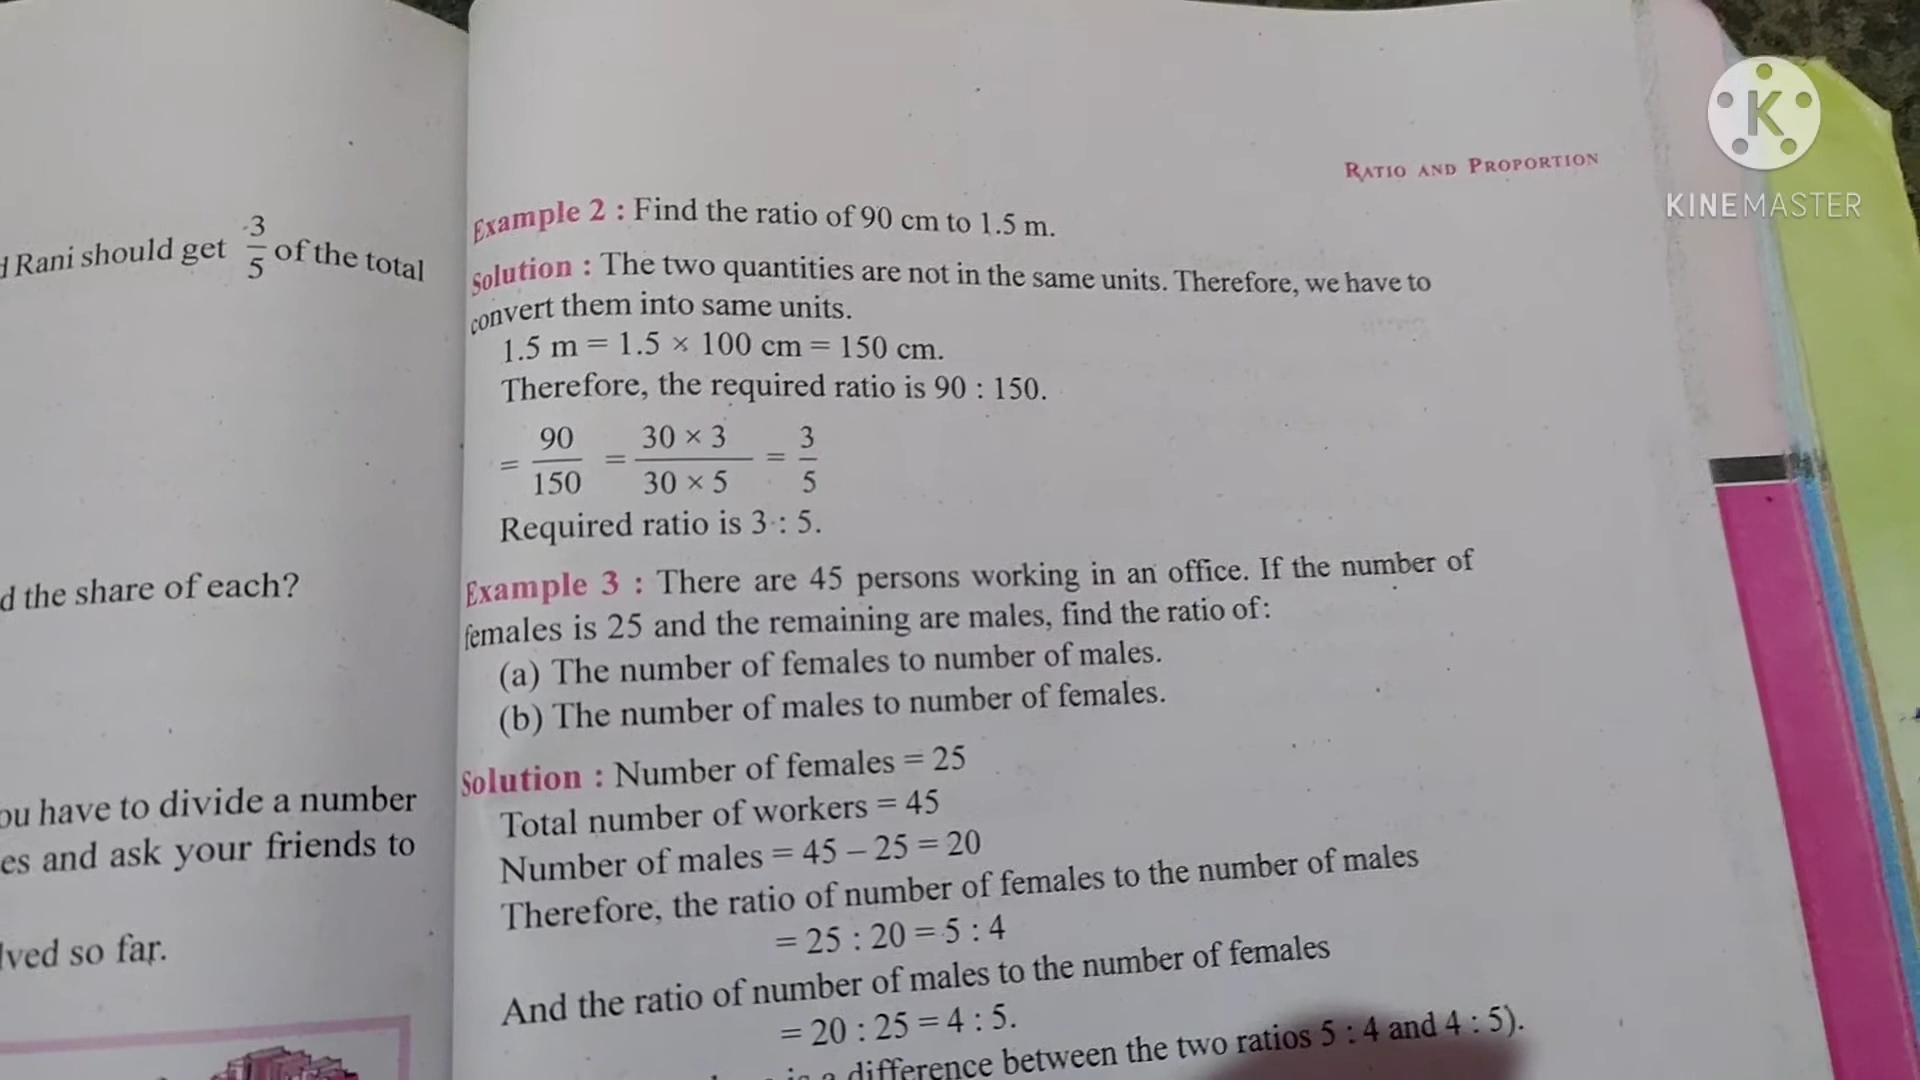 Rani should get 3/5 of the total
d the share of each?
ou have to divide a number
es and ask your friends to
lved so far.
RATIO AND PROPORTION
Example 2 : Find the ratio of 90 cm to 1.5 m.
Solution : The two quantities are not in the same units. Therefore, we have to
convert them into same units.
1.5 m = 1.5 × 100 cm = 150 cm.
Therefore, the required ratio is 90 : 150.
= 90/150 = 30 × 3/30 × 5 = 3/5
Required ratio is 3 : 5.
Example 3 : There are 45 persons working in an office. If the number of
females is 25 and the remaining are males, find the ratio of:
(a) The number of females to number of males.
(b) The number of males to number of females.
Solution : Number of females = 25
Total number of workers = 45
Number of males = 45 – 25 = 20
Therefore, the ratio of number of females to the number of males
= 25 : 20 = 5 : 4
And the ratio of number of males to the number of females
= 20 : 25 = 4 : 5.
is a difference between the two ratios 5 : 4 and 4 : 5).
K
KINEMASTER